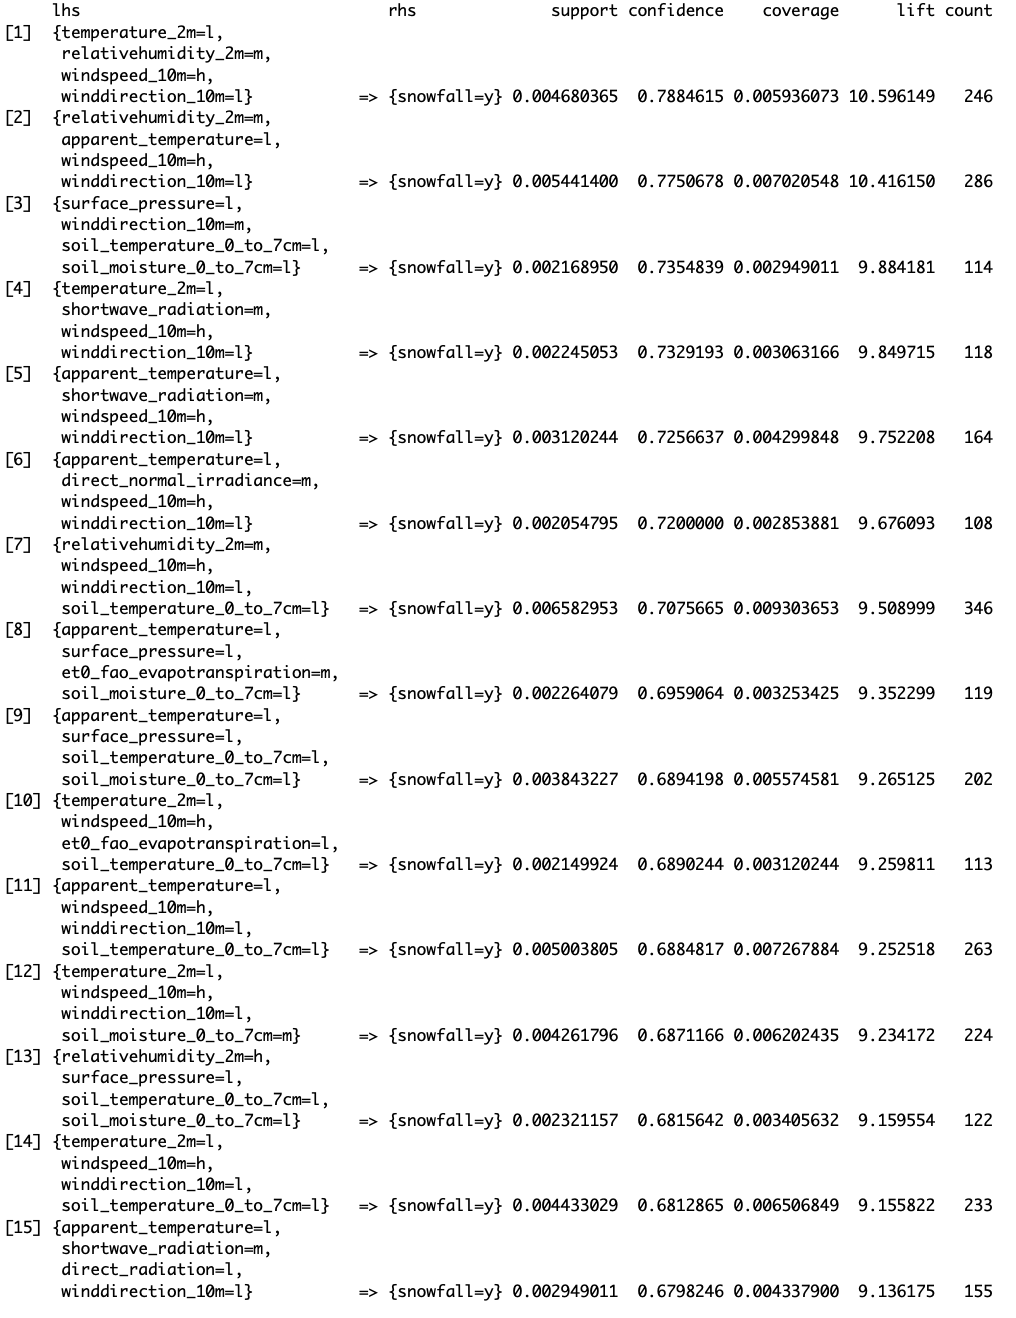 lhs rhs support confidence coverage lift count
[1] {temperature_2m=l,
relativehumidity_2m=m,
windspeed_10m=h,
winddirection_10m=l} => {snowfall=y} 0.004680365 0.7884615 0.005936073 10.596149 246
[2] {relativehumidity_2m=m,
apparent_temperature=l,
windspeed_10m=h,
winddirection_10m=l} => {snowfall=y} 0.005441400 0.7750678 0.007020548 10.416150 286
[3] {surface_pressure=l,
winddirection_10m=m,
soil_temperature_0_to_7cm=l,
soil_moisture_0_to_7cm=l} => {snowfall=y} 0.002168950 0.7354839 0.002949011 9.884181 114
[4] {temperature_2m=l,
shortwave_radiation=m,
windspeed_10m=h,
winddirection_10m=l} => {snowfall=y} 0.002245053 0.7329193 0.003063166 9.849715 118
[5] {apparent_temperature=l,
shortwave_radiation=m,
windspeed_10m=h,
winddirection_10m=l} => {snowfall=y} 0.003120244 0.7256637 0.004299848 9.752208 164
[6] {apparent_temperature=l,
direct_normal_irradiance=m,
windspeed_10m=h,
winddirection_10m=l} => {snowfall=y} 0.002054795 0.7200000 0.002853881 9.676093 108
[7] {relativehumidity_2m=m,
windspeed_10m=h,
winddirection_10m=l,
soil_temperature_0_to_7cm=l} => {snowfall=y} 0.006582953 0.7075665 0.009303653 9.508999 346
[8] {apparent_temperature=l,
surface_pressure=l,
et0_fao_evapotranspiration=m,
soil_moisture_0_to_7cm=l} => {snowfall=y} 0.002264079 0.6959064 0.003253425 9.352299 119
[9] {apparent_temperature=l,
surface_pressure=l,
soil_temperature_0_to_7cm=l,
soil_moisture_0_to_7cm=l} => {snowfall=y} 0.003843227 0.6894198 0.005574581 9.265125 202
[10] {temperature_2m=l,
windspeed_10m=h,
et0_fao_evapotranspiration=l,
soil_temperature_0_to_7cm=l} => {snowfall=y} 0.002149924 0.6890244 0.003120244 9.259811 113
[11] {apparent_temperature=l,
windspeed_10m=h,
winddirection_10m=l,
soil_temperature_0_to_7cm=l} => {snowfall=y} 0.005003805 0.6884817 0.007267884 9.252518 263
[12] {temperature_2m=l,
windspeed_10m=h,
winddirection_10m=l,
soil_moisture_0_to_7cm=m} => {snowfall=y} 0.004261796 0.6871166 0.006202435 9.234172 224
[13] {relativehumidity_2m=h,
surface_pressure=l,
soil_temperature_0_to_7cm=l,
soil_moisture_0_to_7cm=l} => {snowfall=y} 0.002321157 0.6815642 0.003405632 9.159554 122
[14] {temperature_2m=l,
windspeed_10m=h,
winddirection_10m=l,
soil_temperature_0_to_7cm=l} => {snowfall=y} 0.004433029 0.6812865 0.006506849 9.155822 233
[15] {apparent_temperature=l,
shortwave_radiation=m,
direct_radiation=l,
winddirection_10m=l} => {snowfall=y} 0.002949011 0.6798246 0.004337900 9.136175 155